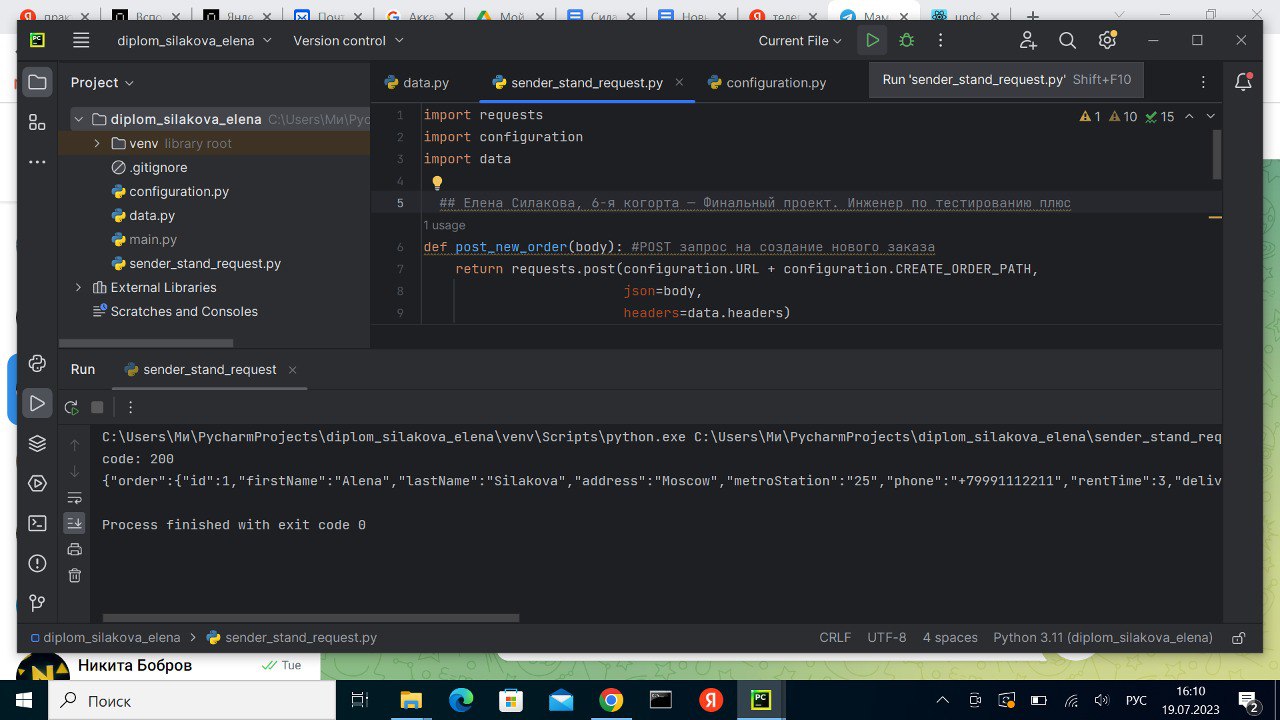 прак
Вспо
инде
Почт
Акка
Мой
Сила
Новы
теле
Мам
unde
diplom_silakova_elena
Version control
Current File
Project
data.py
sender_stand_request.py
configuration.py
Run 'sender_stand_request.py' Shift+F10
diplom_silakova_elena C:\Users\Ми\Pyc
venv library root
.gitignore
configuration.py
data.py
main.py
sender_stand_request.py
External Libraries
Scratches and Consoles
1 10 15
1 import requests
2 import configuration
3 import data
4
5 ## Елена Силакова, 6-я когорта — Финальный проект. Инженер по тестированию плюс
1 usage
6 def post_new_order(body): #POST запрос на создание нового заказа
7 return requests.post(configuration.URL + configuration.CREATE_ORDER_PATH,
8 json=body,
9 headers=data.headers)
Run
sender_stand_request
C:\Users\Ми\PycharmProjects\diplom_silakova_elena\venv\Scripts\python.exe C:\Users\Ми\PycharmProjects\diplom_silakova_elena\sender_stand_req
code: 200
{"order":{"id":1,"firstName":"Alena","lastName":"Silakova","address":"Moscow","metroStation":"25","phone":"+79991112211","rentTime":3,"deliv
Process finished with exit code 0
diplom_silakova_elena > sender_stand_request.py
CRLF UTF-8 4 spaces Python 3.11 (diplom_silakova_elena)
Никита Бобров
Tue
Поиск
РУС
16:10
19.07.2023
2